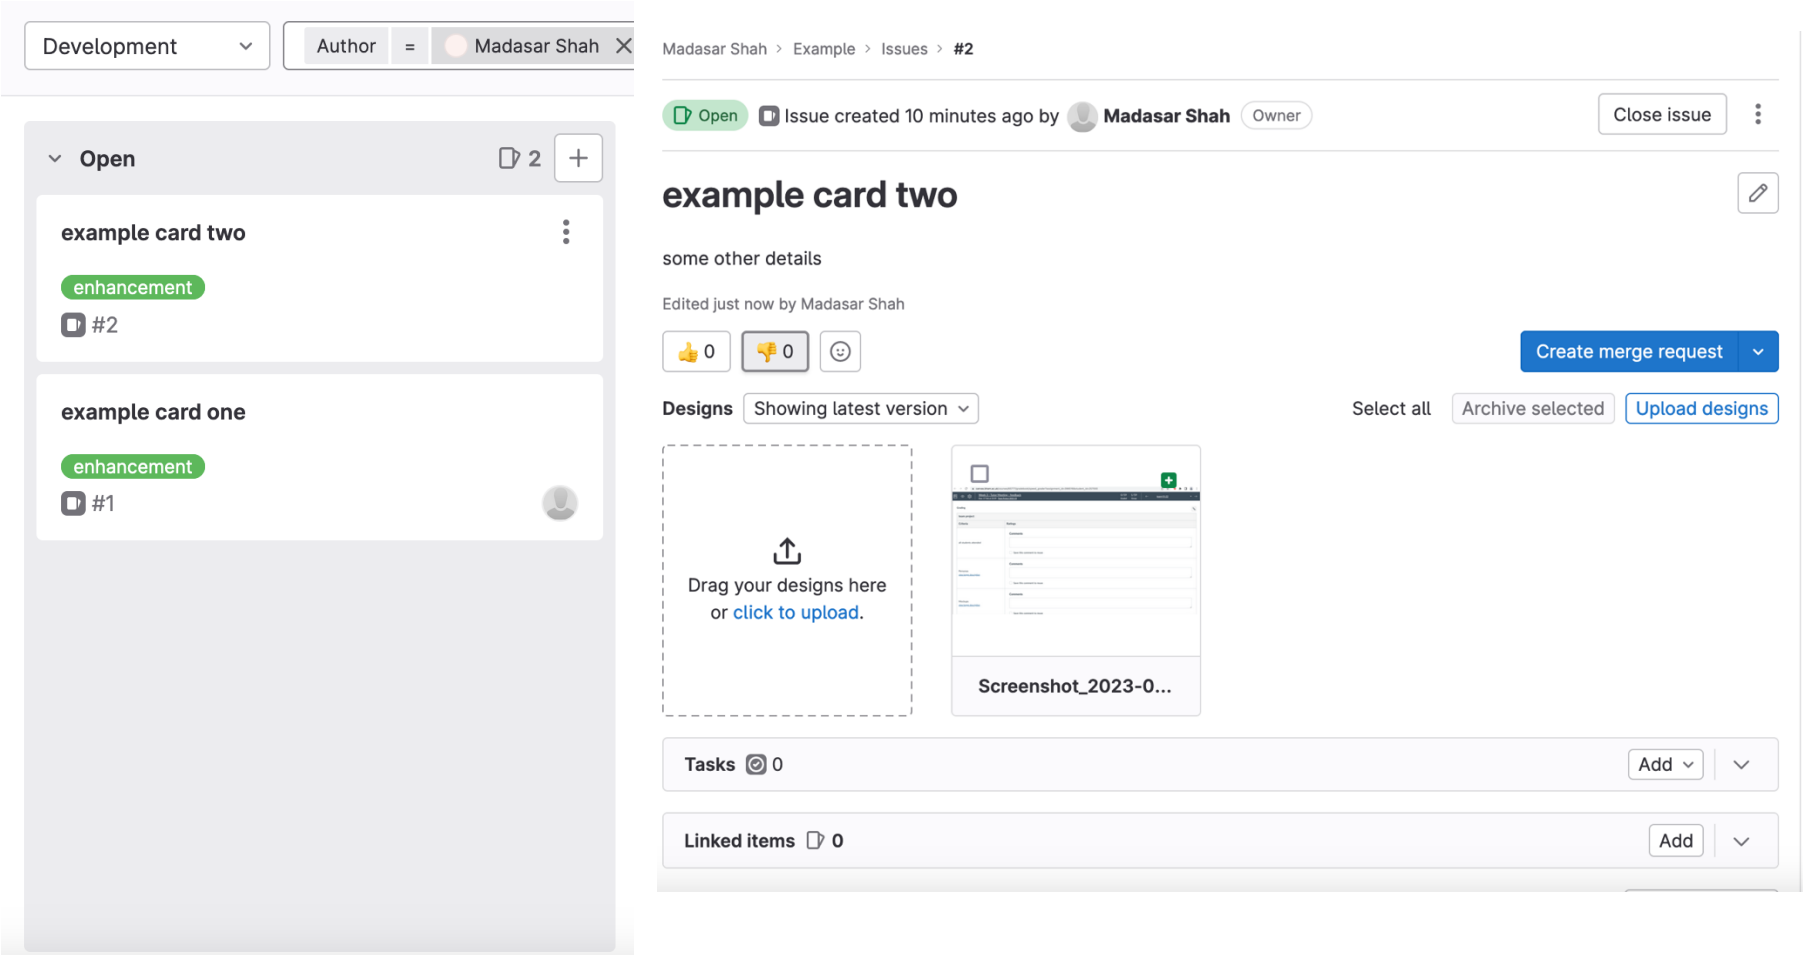 Development
Author = Madasar Shah
Open 2
example card two
enhancement
#2
example card one
enhancement
#1
Madasar Shah > Example > Issues > #2
Open Issue created 10 minutes ago by Madasar Shah Owner
Close issue
example card two
some other details
Edited just now by Madasar Shah
0 0
Create merge request
Designs Showing latest version
Select all Archive selected Upload designs
Drag your designs here
or click to upload.
Screenshot_2023-0...
Tasks 0 Add
Linked items 0 Add